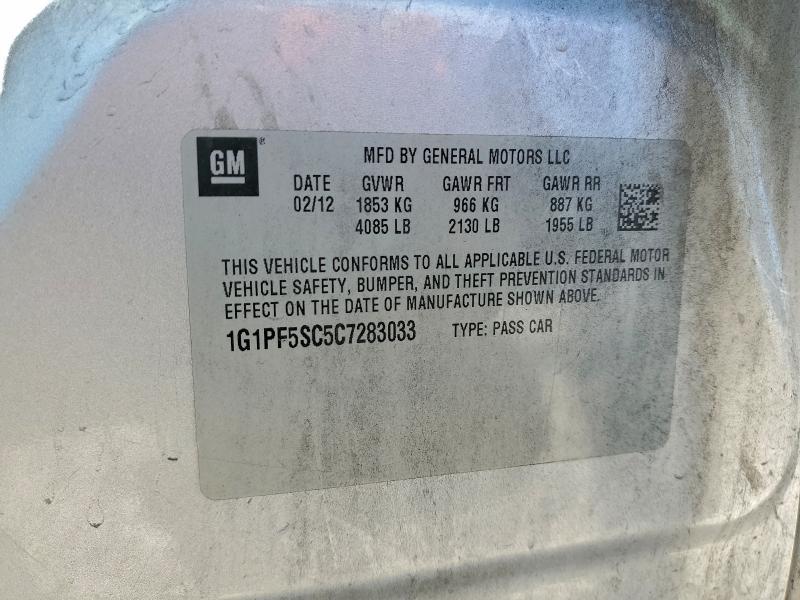 GM®
MFD BY GENERAL MOTORS LLC
DATE GVWR GAWR FRT GAWR RR
02/12 1853 KG 966 KG 887 KG
4085 LB 2130 LB 1955 LB
THIS VEHICLE CONFORMS TO ALL APPLICABLE U.S. FEDERAL MOTOR
VEHICLE SAFETY, BUMPER, AND THEFT PREVENTION STANDARDS IN
EFFECT ON THE DATE OF MANUFACTURE SHOWN ABOVE.
1G1PF5SC5C7283033 TYPE: PASS CAR